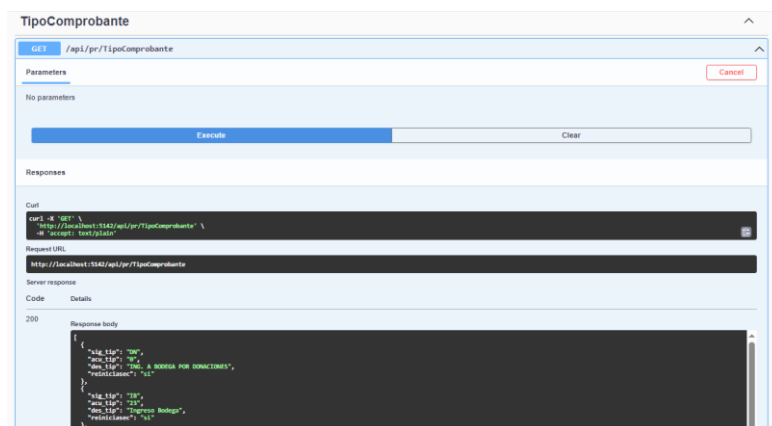 TipoComprobante
GET /api/pr/TipoComprobante
Parameters
Cancel
No parameters
Execute
Clear
Responses
Curl
curl -X 'GET' \
'http://localhost:5142/api/pr/TipoComprobante' \
-H 'accept: text/plain'
Request URL
http://localhost:5142/api/pr/TipoComprobante
Server response
Code Details
200
Response body
[
{
"sig_tip": "DN",
"acu_tip": "0",
"des_tip": "ING. A BODEGA POR DONACIONES",
"reiniciasec": "si"
},
{
"sig_tip": "IB",
"acu_tip": "23",
"des_tip": "Ingreso Bodega",
"reiniciasec": "si"
},